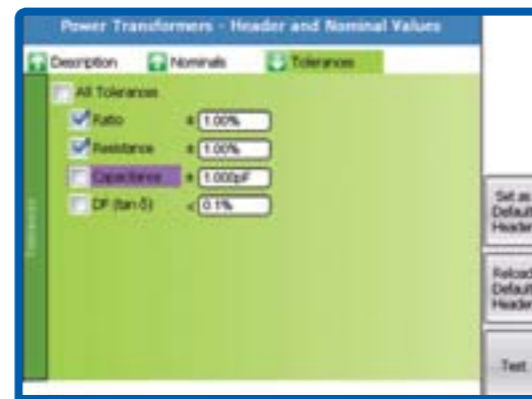 Power Transformers - Header and Nominal Values
Description Nominals Tolerances
All Tolerances
Ratio ± 1.00%
Resistance ± 1.00%
Capacitance ± 1.000pF
DF (tan δ) < 0.1%
Tolerances
Set as Default Header
Reload Default Header
Test